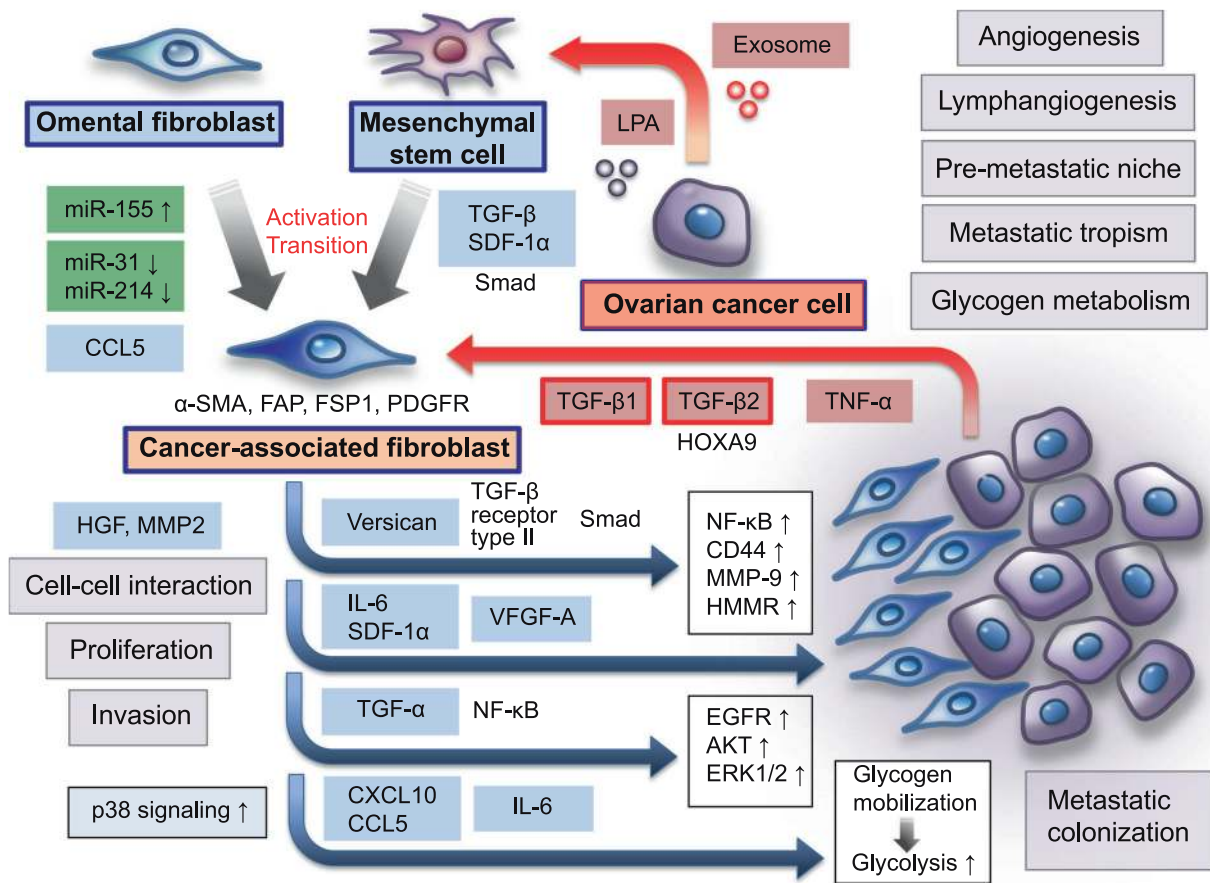 Exosome
Angiogenesis
Omental fibroblast
Mesenchymal
stem cell
LPA
Lymphangiogenesis
Pre-metastatic niche
miR-155 ↑
Activation
Transition
TGF-β
SDF-1α
Smad
Metastatic tropism
miR-31 ↓
miR-214 ↓
Ovarian cancer cell
Glycogen metabolism
CCL5
α-SMA, FAP, FSP1, PDGFR
Cancer-associated fibroblast
TGF-β1
TGF-β2
TNF-α
HOXA9
HGF, MMP2
Versican
TGF-β
receptor
type II
Smad
NF-κB ↑
CD44 ↑
MMP-9 ↑
HMMR ↑
Cell-cell interaction
IL-6
SDF-1α
VFGF-A
Proliferation
Invasion
TGF-α
NF-κB
EGFR ↑
AKT ↑
ERK1/2 ↑
p38 signaling ↑
CXCL10
CCL5
IL-6
Glycogen
mobilization
Glycolysis ↑
Metastatic
colonization